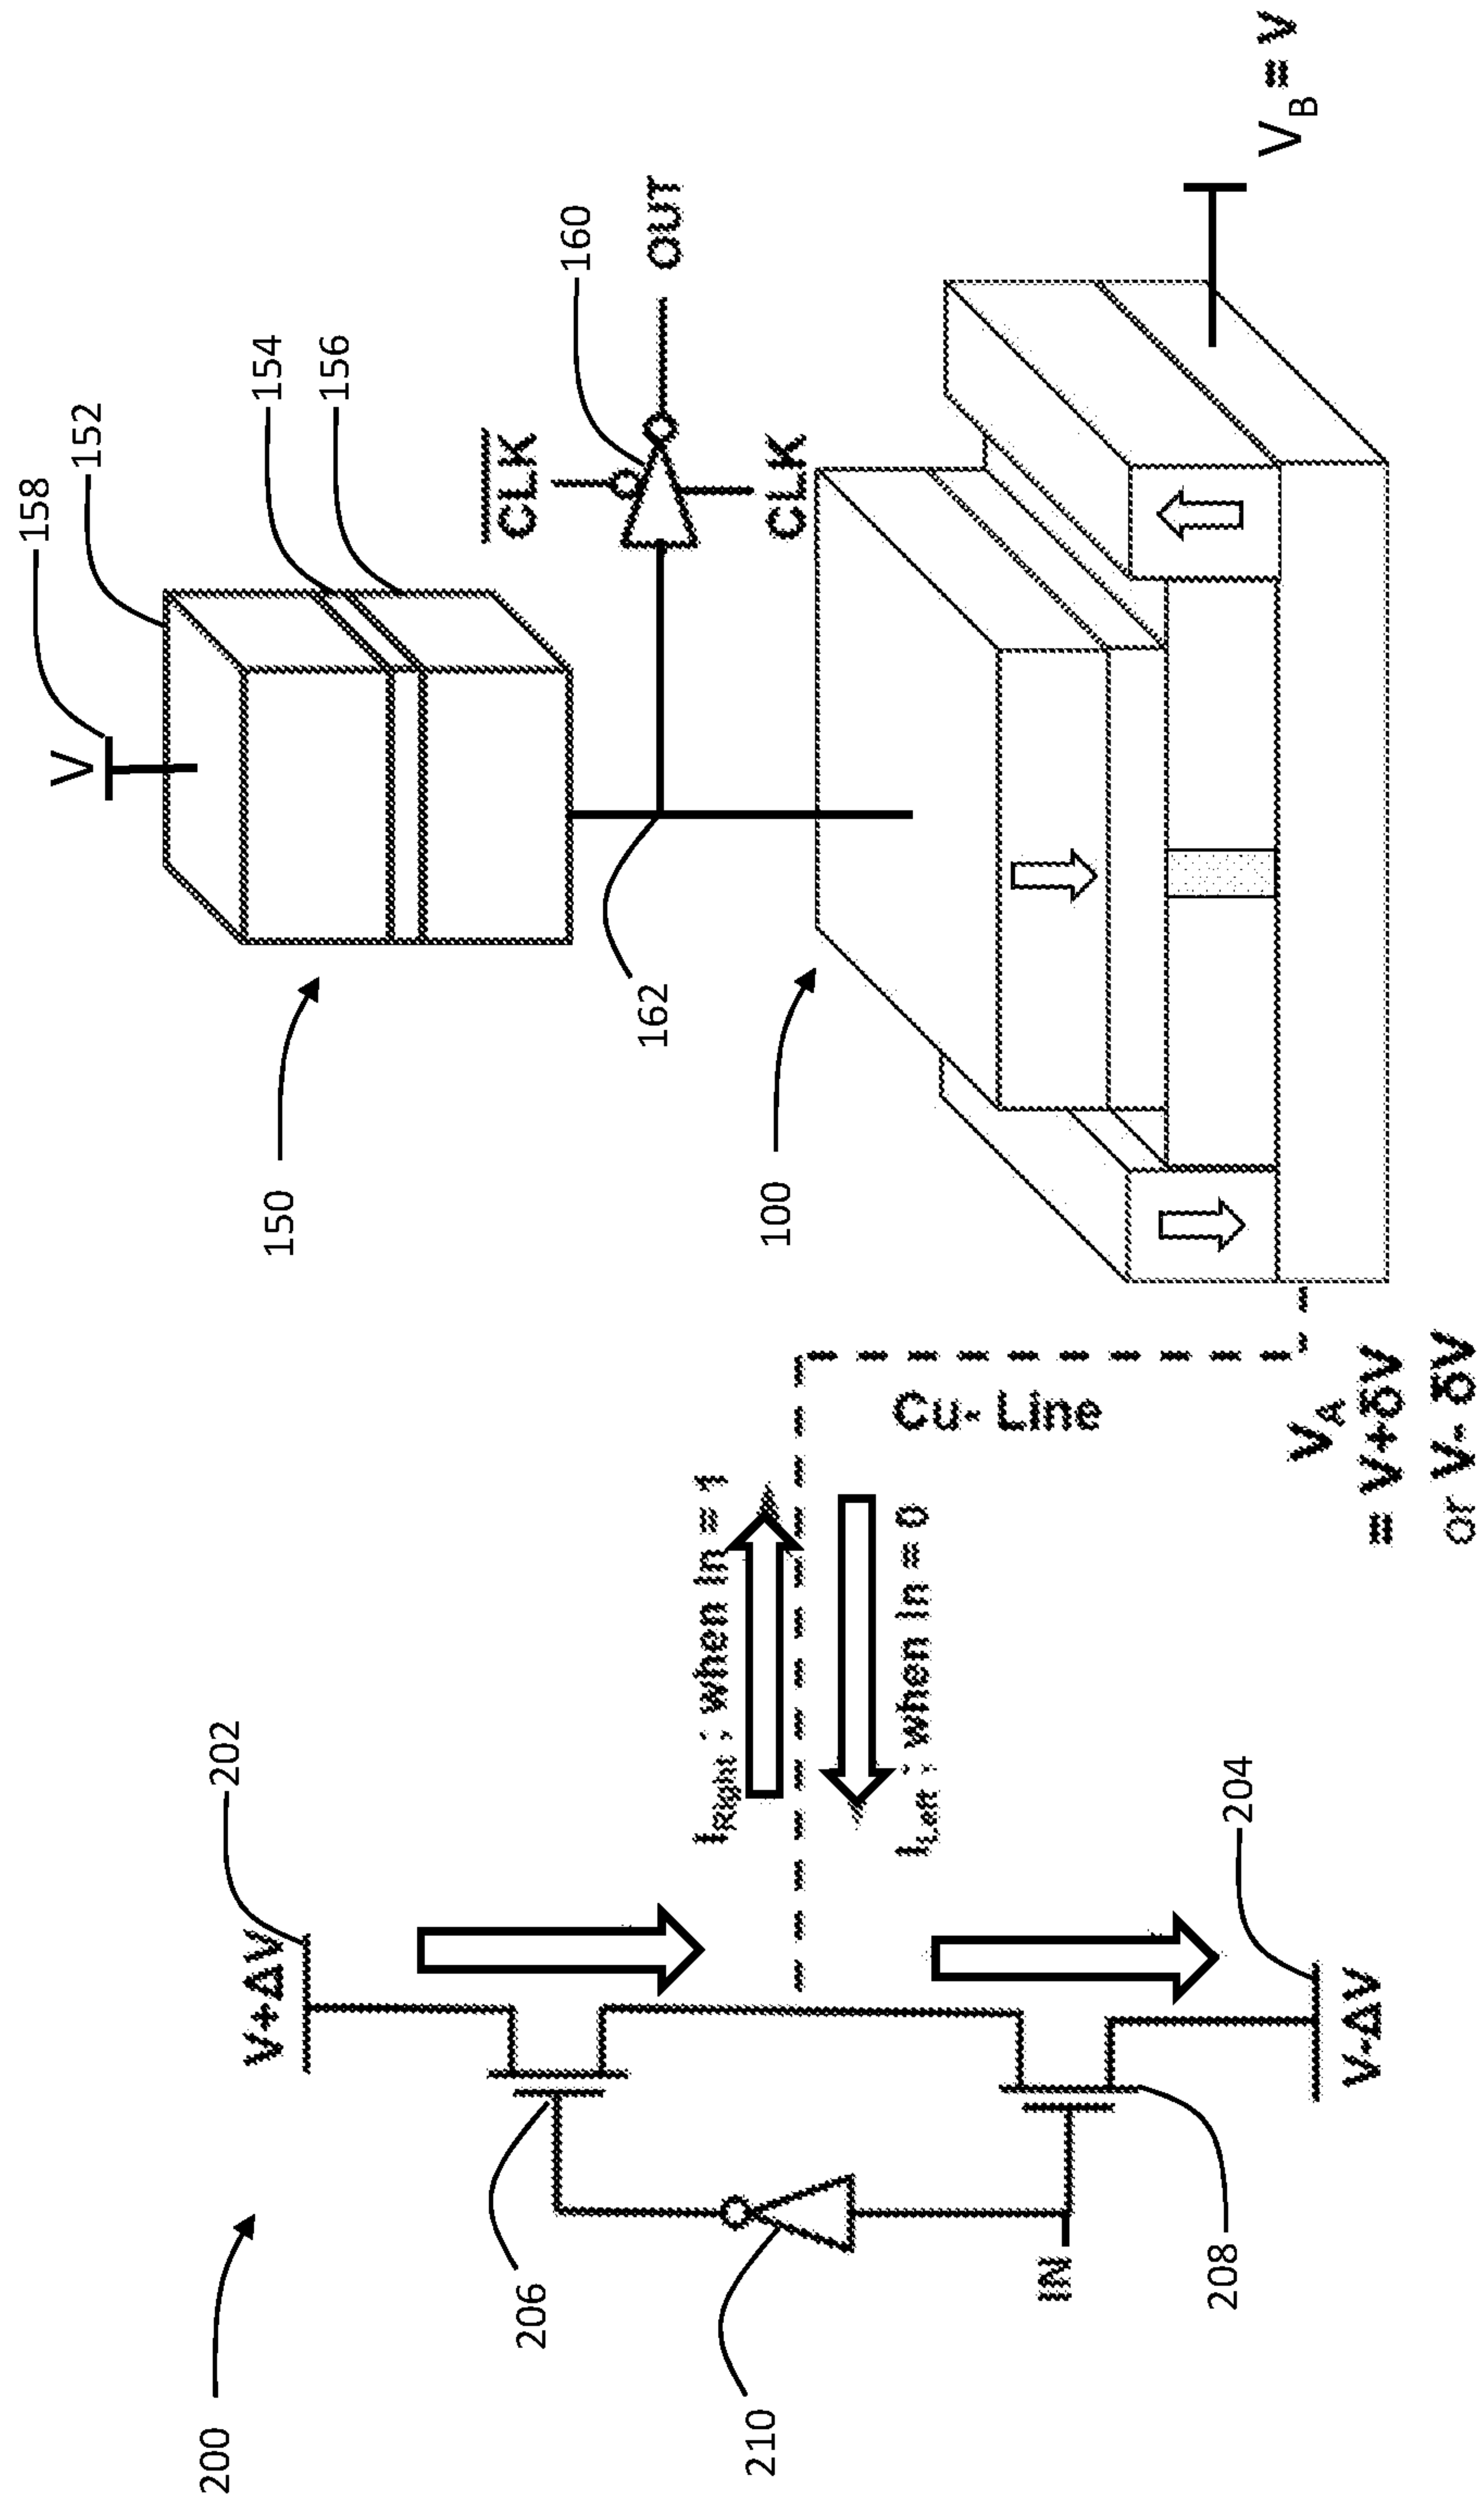 200
202
V+ΔV
206
210
IN
208
204
V-ΔV
I_Right : when In = 1
I_Left : when In = 0
Cu- Line
V_A
= V+δV
or V- δV
150
158
V
152
154
156
162
CLK
160
OUT
CLK
100
V_B = V